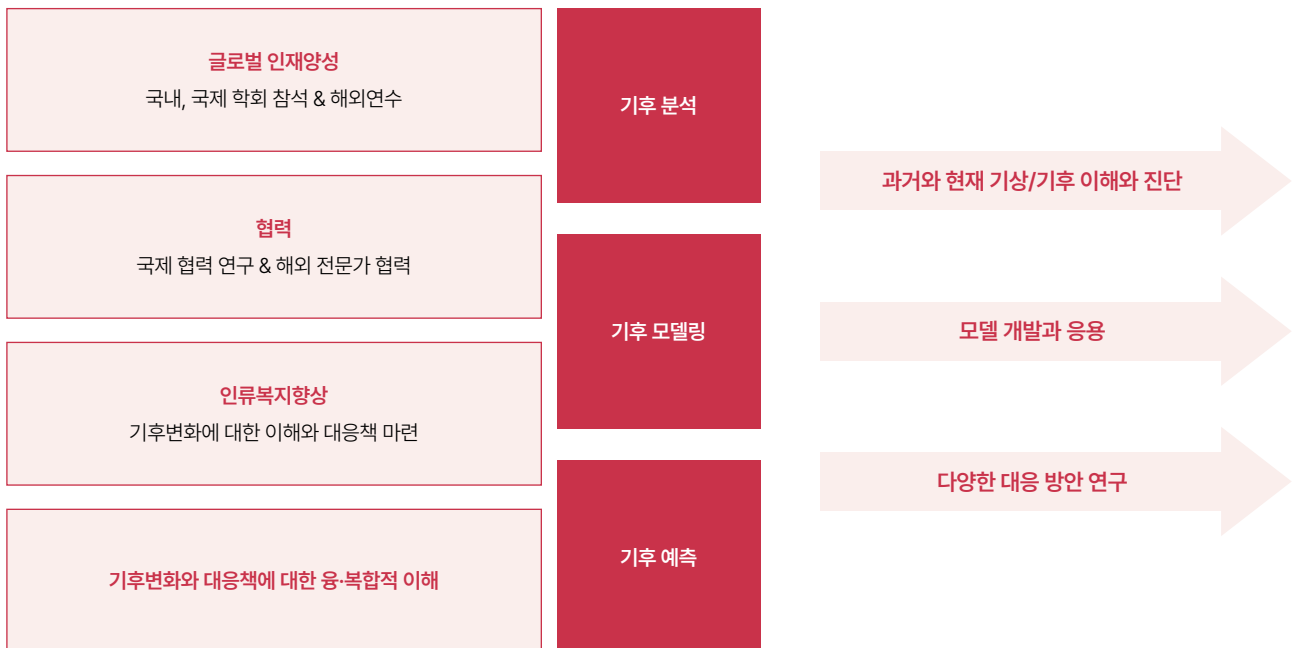 글로벌 인재양성
국내, 국제 학회 참석 & 해외연수
협력
국제 협력 연구 & 해외 전문가 협력
인류복지향상
기후변화에 대한 이해와 대응책 마련
기후변화와 대응책에 대한 융·복합적 이해
기후 분석
기후 모델링
기후 예측
과거와 현재 기상/기후 이해와 진단
모델 개발과 응용
다양한 대응 방안 연구